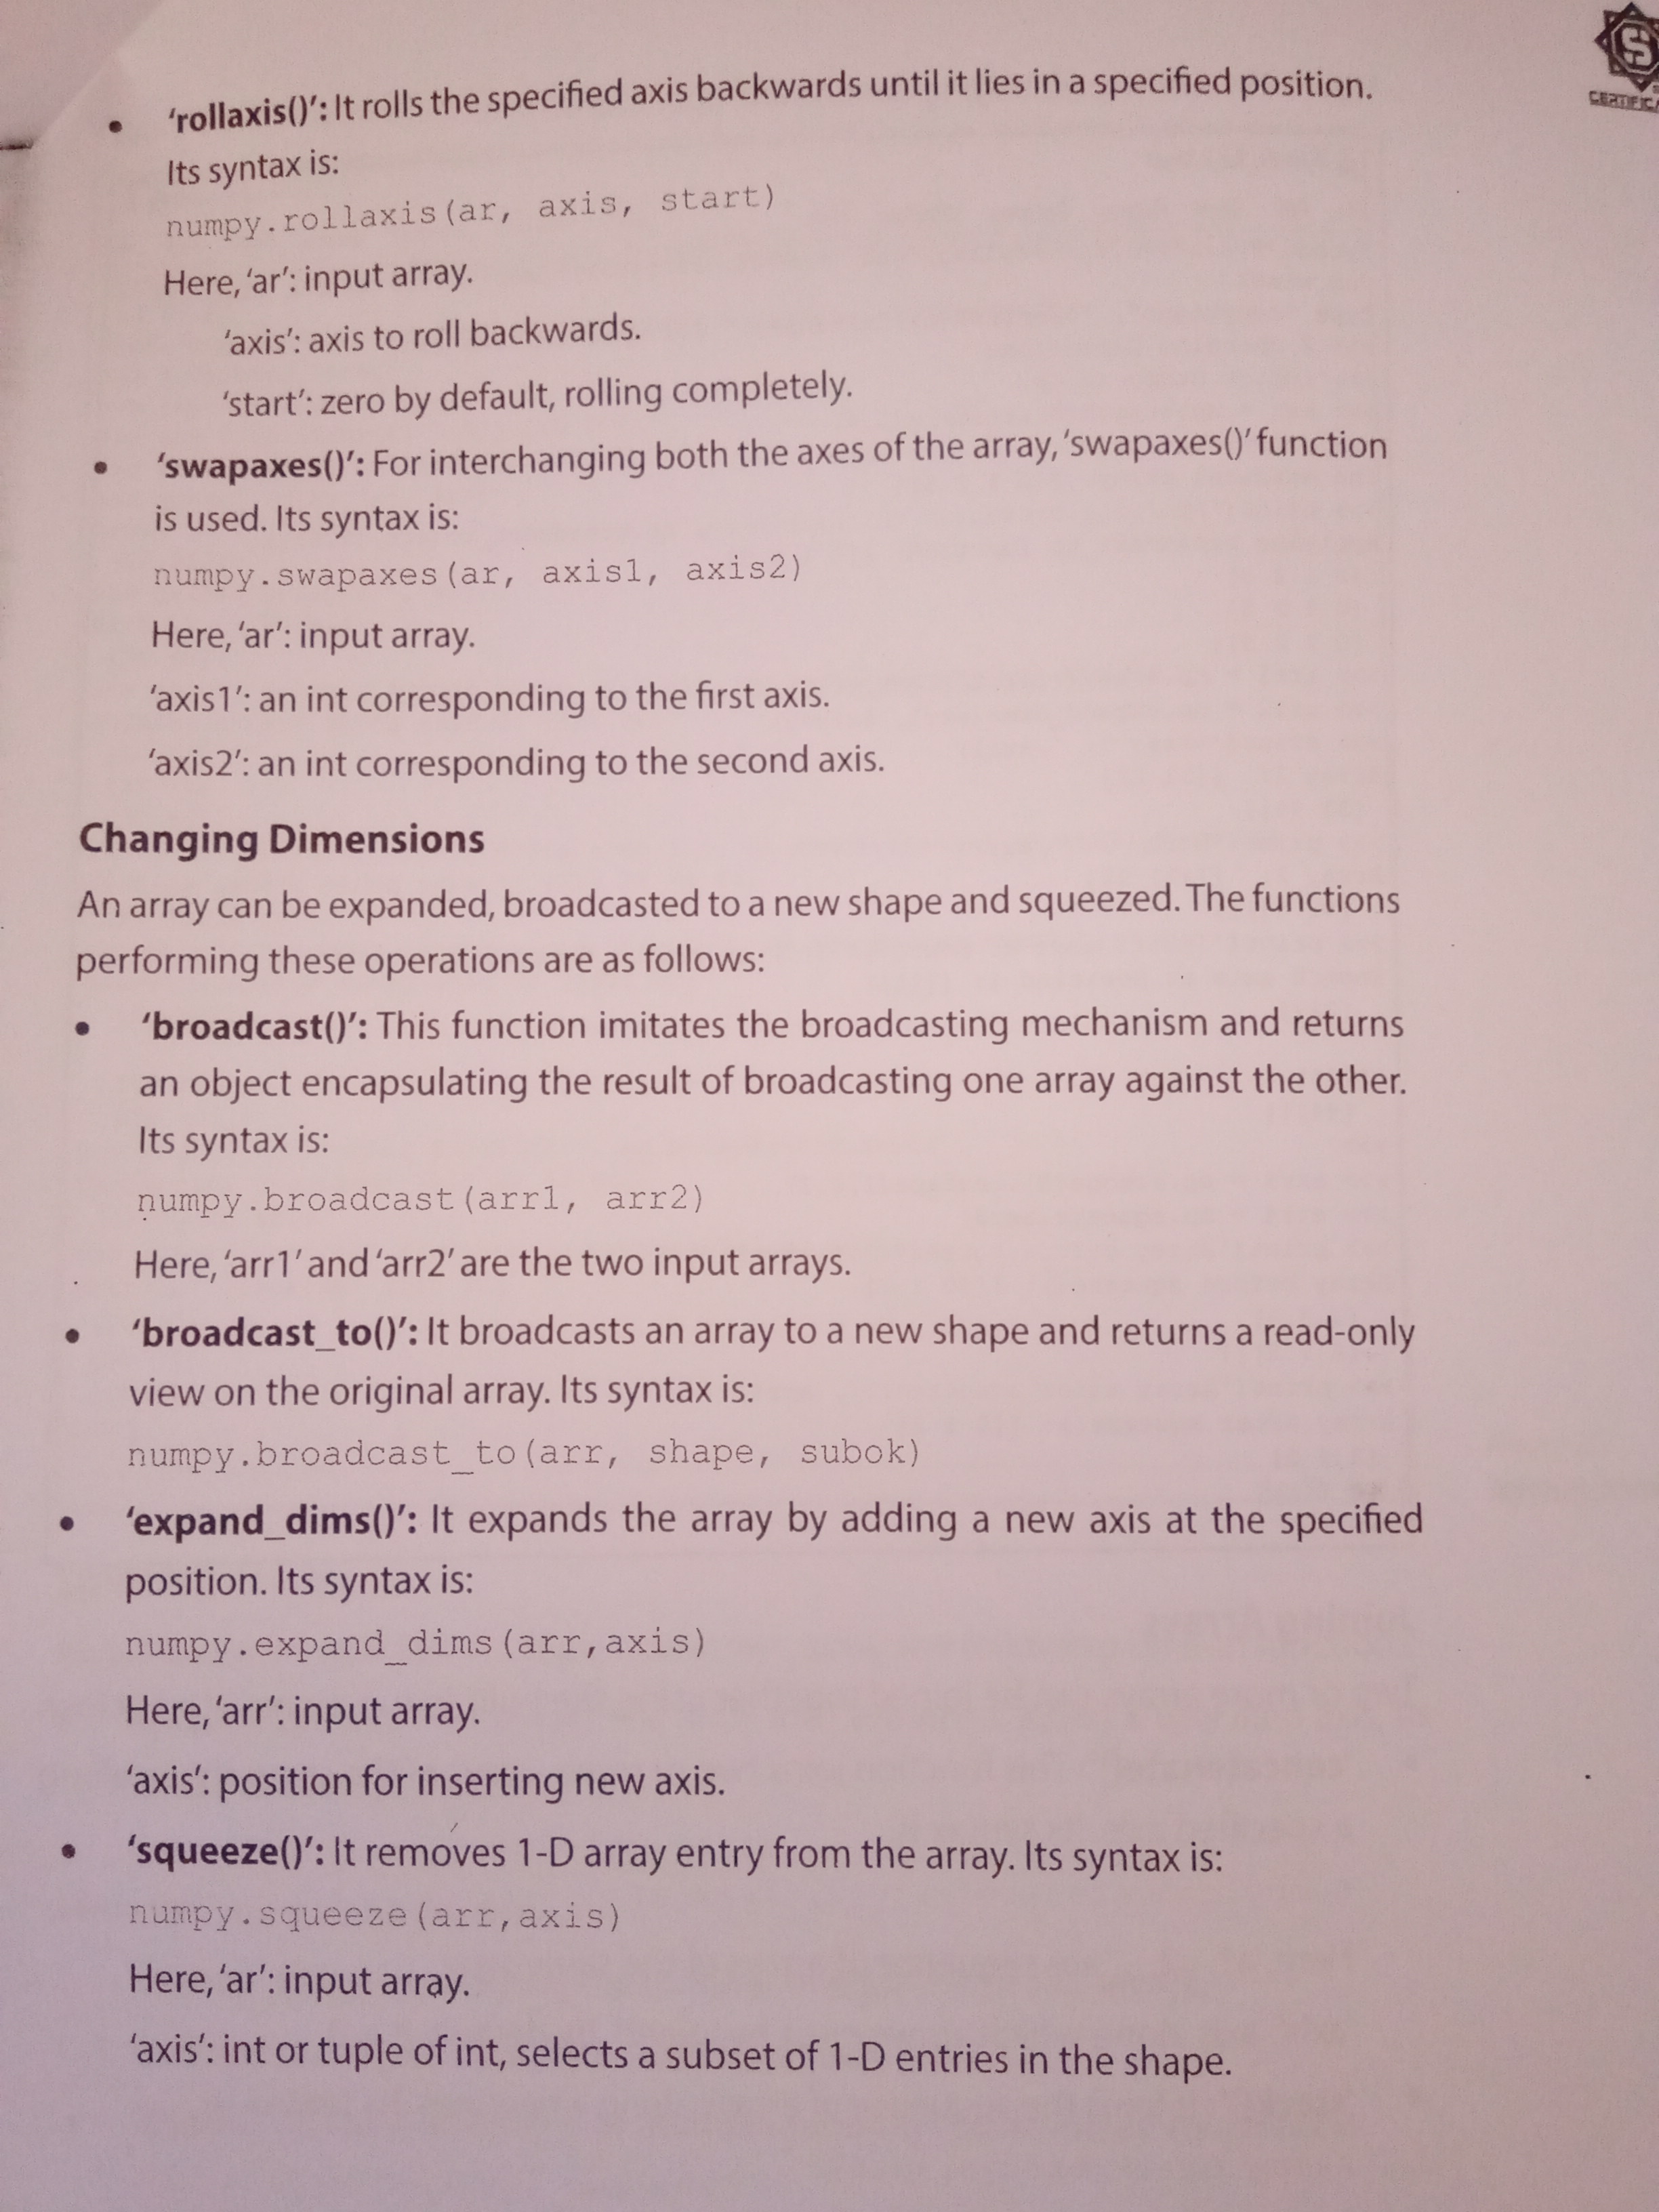 • ‘rollaxis()’: It rolls the specified axis backwards until it lies in a specified position.
Its syntax is:
numpy.rollaxis(ar, axis, start)
Here, ‘ar’: input array.
‘axis’: axis to roll backwards.
‘start’: zero by default, rolling completely.
• ‘swapaxes()’: For interchanging both the axes of the array, ‘swapaxes()’ function
is used. Its syntax is:
numpy.swapaxes(ar, axis1, axis2)
Here, ‘ar’: input array.
‘axis1’: an int corresponding to the first axis.
‘axis2’: an int corresponding to the second axis.
Changing Dimensions
An array can be expanded, broadcasted to a new shape and squeezed. The functions
performing these operations are as follows:
• ‘broadcast()’: This function imitates the broadcasting mechanism and returns
an object encapsulating the result of broadcasting one array against the other.
Its syntax is:
numpy.broadcast(arr1, arr2)
Here, ‘arr1’ and ‘arr2’ are the two input arrays.
• ‘broadcast_to()’: It broadcasts an array to a new shape and returns a read-only
view on the original array. Its syntax is:
numpy.broadcast_to(arr, shape, subok)
• ‘expand_dims()’: It expands the array by adding a new axis at the specified
position. Its syntax is:
numpy.expand_dims(arr,axis)
Here, ‘arr’: input array.
‘axis’: position for inserting new axis.
• ‘squeeze()’: It removes 1-D array entry from the array. Its syntax is:
numpy.squeeze(arr,axis)
Here, ‘ar’: input array.
‘axis’: int or tuple of int, selects a subset of 1-D entries in the shape.